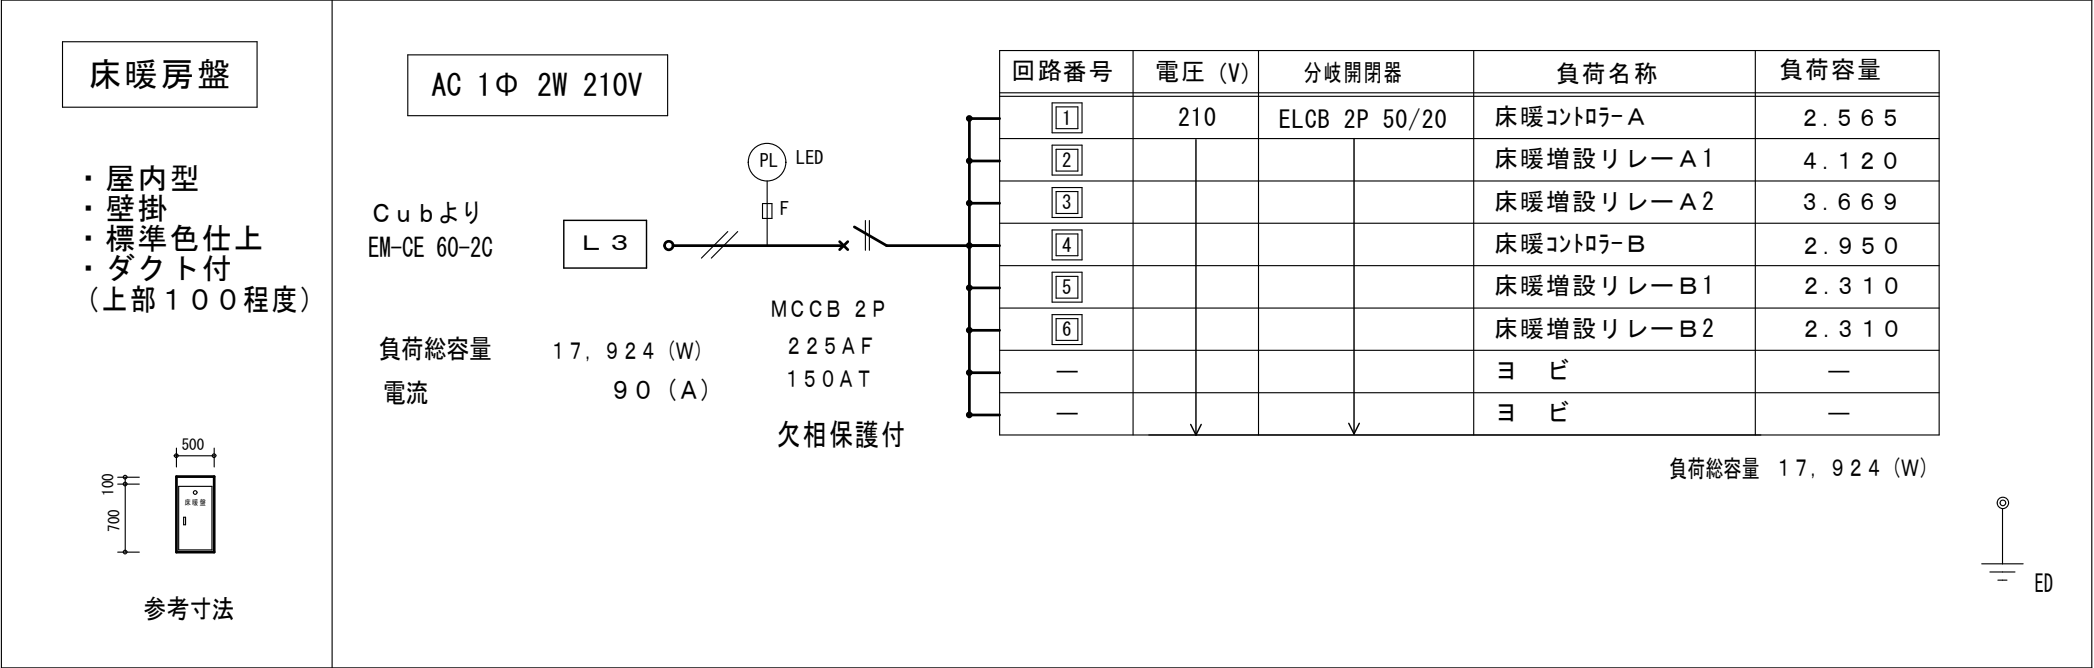 床暖房盤
・屋内型
・壁掛
・標準色仕上
・ダクト付
(上部１００程度)
500
100
700
床暖盤
参考寸法
AC 1Φ 2W 210V
Ｃｕｂより
EM-CE 60-2C
Ｌ３
PL LED
F
ＭＣＣＢ ２Ｐ
２２５ＡＦ
１５０ＡＴ
欠相保護付
負荷総容量 １７，９２４(W)
電流 ９０（Ａ）
回路番号 電圧 (V) 分岐開閉器 負荷名称 負荷容量
1 210 ELCB 2P 50/20 床暖ｺﾝﾄﾛﾗｰＡ ２.５６５
2 床暖増設リレーＡ１ ４.１２０
3 床暖増設リレーＡ２ ３.６６９
4 床暖ｺﾝﾄﾛﾗｰＢ ２.９５０
5 床暖増設リレーＢ１ ２.３１０
6 床暖増設リレーＢ２ ２.３１０
― ヨ ビ ―
― ヨ ビ ―
負荷総容量 １７，９２４(W)
ED